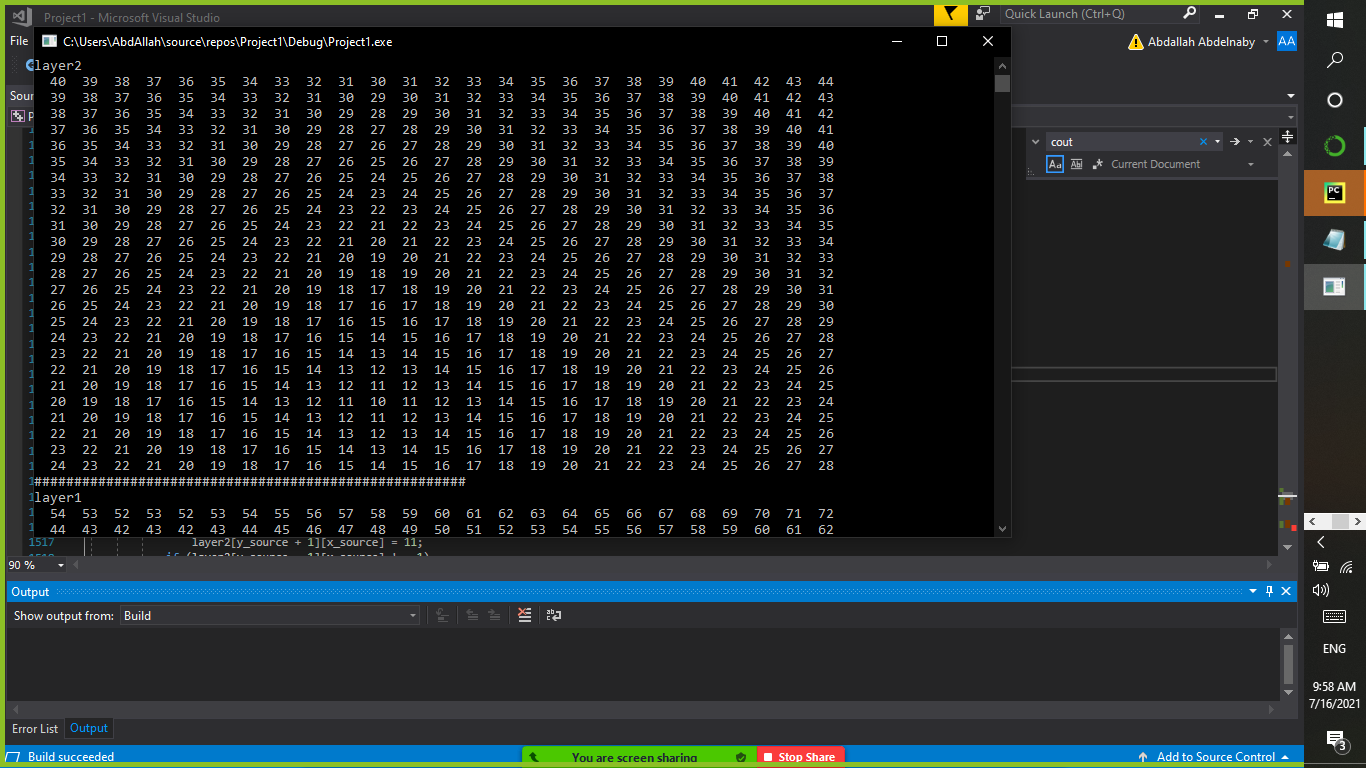 Project1 - Microsoft Visual Studio
Quick Launch (Ctrl+Q)
File
C:\Users\AbdAllah\source\repos\Project1\Debug\Project1.exe
Abdallah Abdelnaby
AA
layer2
40 39 38 37 36 35 34 33 32 31 30 31 32 33 34 35 36 37 38 39 40 41 42 43 44
39 38 37 36 35 34 33 32 31 30 29 30 31 32 33 34 35 36 37 38 39 40 41 42 43
38 37 36 35 34 33 32 31 30 29 28 29 30 31 32 33 34 35 36 37 38 39 40 41 42
37 36 35 34 33 32 31 30 29 28 27 28 29 30 31 32 33 34 35 36 37 38 39 40 41
36 35 34 33 32 31 30 29 28 27 26 27 28 29 30 31 32 33 34 35 36 37 38 39 40
35 34 33 32 31 30 29 28 27 26 25 26 27 28 29 30 31 32 33 34 35 36 37 38 39
34 33 32 31 30 29 28 27 26 25 24 25 26 27 28 29 30 31 32 33 34 35 36 37 38
33 32 31 30 29 28 27 26 25 24 23 24 25 26 27 28 29 30 31 32 33 34 35 36 37
32 31 30 29 28 27 26 25 24 23 22 23 24 25 26 27 28 29 30 31 32 33 34 35 36
31 30 29 28 27 26 25 24 23 22 21 22 23 24 25 26 27 28 29 30 31 32 33 34 35
30 29 28 27 26 25 24 23 22 21 20 21 22 23 24 25 26 27 28 29 30 31 32 33 34
29 28 27 26 25 24 23 22 21 20 19 20 21 22 23 24 25 26 27 28 29 30 31 32 33
28 27 26 25 24 23 22 21 20 19 18 19 20 21 22 23 24 25 26 27 28 29 30 31 32
27 26 25 24 23 22 21 20 19 18 17 18 19 20 21 22 23 24 25 26 27 28 29 30 31
26 25 24 23 22 21 20 19 18 17 16 17 18 19 20 21 22 23 24 25 26 27 28 29 30
25 24 23 22 21 20 19 18 17 16 15 16 17 18 19 20 21 22 23 24 25 26 27 28 29
24 23 22 21 20 19 18 17 16 15 14 15 16 17 18 19 20 21 22 23 24 25 26 27 28
23 22 21 20 19 18 17 16 15 14 13 14 15 16 17 18 19 20 21 22 23 24 25 26 27
22 21 20 19 18 17 16 15 14 13 12 13 14 15 16 17 18 19 20 21 22 23 24 25 26
21 20 19 18 17 16 15 14 13 12 11 12 13 14 15 16 17 18 19 20 21 22 23 24 25
20 19 18 17 16 15 14 13 12 11 10 11 12 13 14 15 16 17 18 19 20 21 22 23 24
21 20 19 18 17 16 15 14 13 12 11 12 13 14 15 16 17 18 19 20 21 22 23 24 25
22 21 20 19 18 17 16 15 14 13 12 13 14 15 16 17 18 19 20 21 22 23 24 25 26
23 22 21 20 19 18 17 16 15 14 13 14 15 16 17 18 19 20 21 22 23 24 25 26 27
24 23 22 21 20 19 18 17 16 15 14 15 16 17 18 19 20 21 22 23 24 25 26 27 28
######################################################
layer1
54 53 52 53 52 53 54 55 56 57 58 59 60 61 62 63 64 65 66 67 68 69 70 71 72
44 43 42 43 42 43 44 45 46 47 48 49 50 51 52 53 54 55 56 57 58 59 60 61 62
cout
Aa Ab Current Document
1517 layer2[y_source + 1][x_source] = 11;
90 %
Output
Show output from: Build
Error List Output
Build succeeded
You are screen sharing
Stop Share
Add to Source Control
PC
ENG
9:58 AM
7/16/2021
3